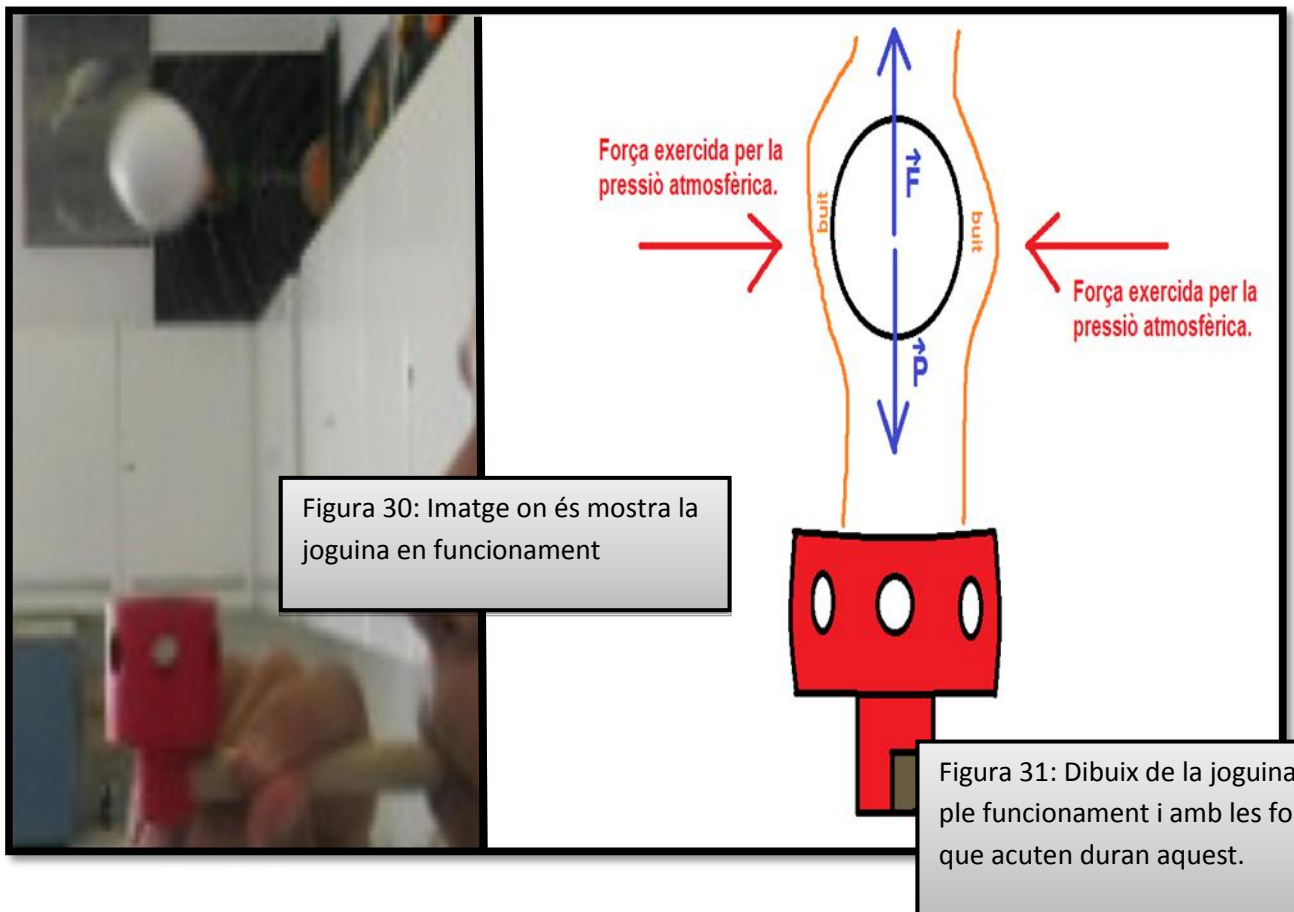 Força exercida per la
pressiò atmosfèrica.
buit
F
buit
Força exercida per la
pressiò atmosfèrica.
P
Figura 30: Imatge on és mostra la
joguina en funcionament
Figura 31: Dibuix de la joguina
ple funcionament i amb les fo
que acuten duran aquest.